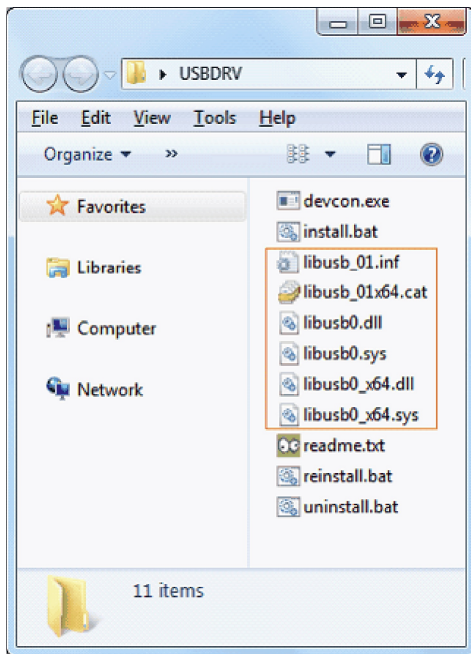 USBDRV
File Edit View Tools Help
Organize »
Favorites
Libraries
Computer
Network
devcon.exe
install.bat
libusb_01.inf
libusb_01x64.cat
libusb0.dll
libusb0.sys
libusb0_x64.dll
libusb0_x64.sys
readme.txt
reinstall.bat
uninstall.bat
11 items